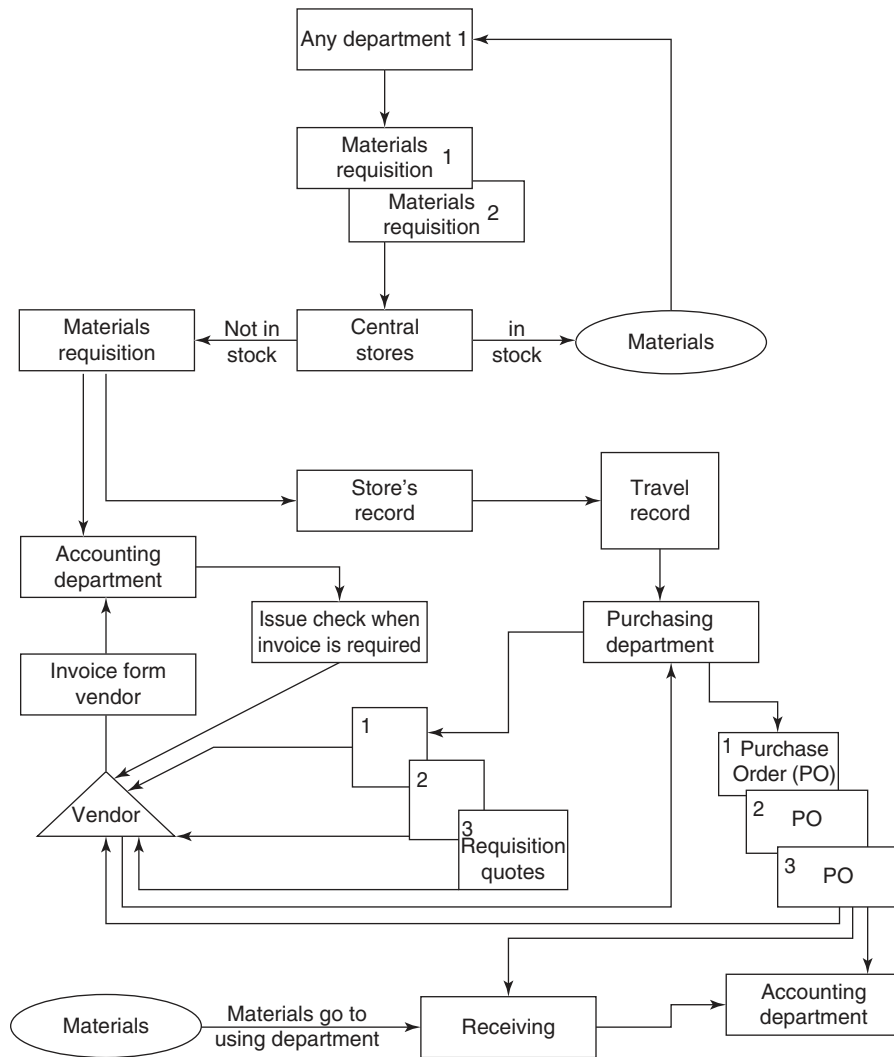 Any department 1
Materials
requisition 1
Materials
requisition 2
Materials
requisition
Not in
stock
Central
stores
in
stock
Materials
Store's
record
Travel
record
Accounting
department
Issue check when
invoice is required
Purchasing
department
Invoice form
vendor
1
2
3
Requisition
quotes
Vendor
1
Purchase
Order (PO)
2
PO
3
PO
Materials
Materials go to
using department
Receiving
Accounting
department